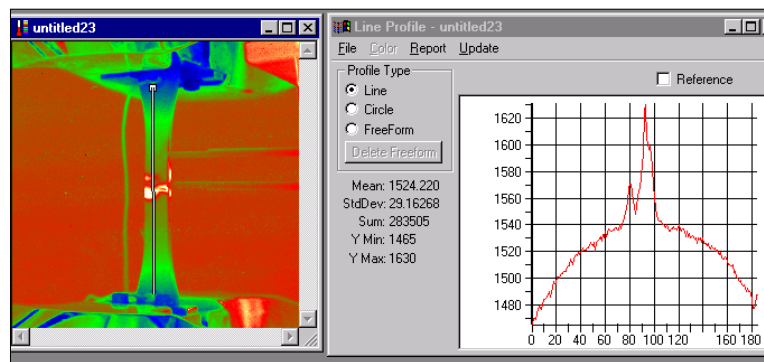 untitled23
Line Profile - untitled23
File Color Report Update
Profile Type
Line
Circle
FreeForm
Delete Freeform
Reference
Mean: 1524.220
StdDev: 29.16268
Sum: 283505
Y Min: 1465
Y Max: 1630
1620
1600
1580
1560
1540
1520
1500
1480
0 20 40 60 80 100 120 160 180